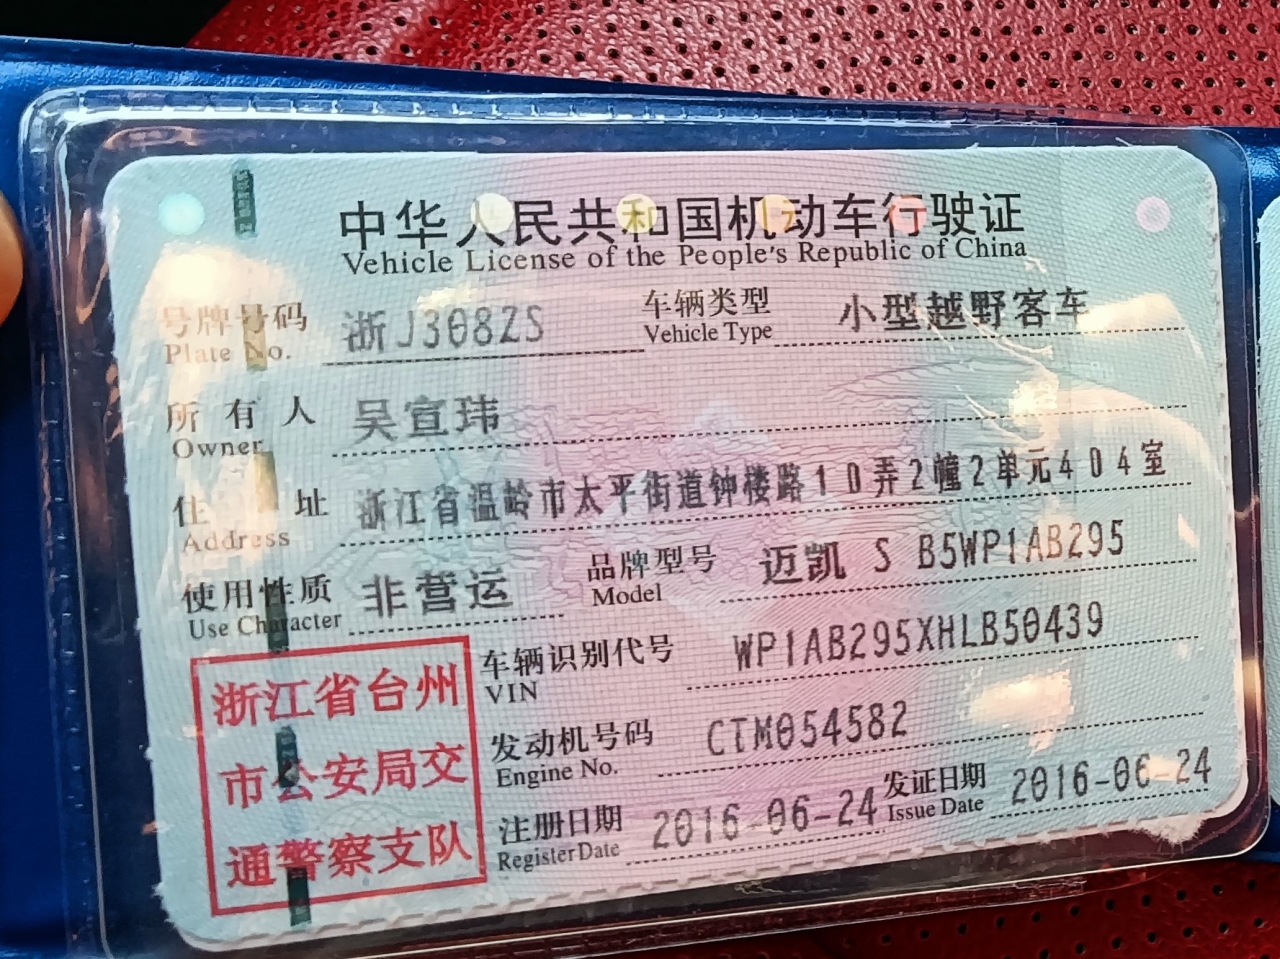 中华人民共和国机动车行驶证
Vehicle License of the People's Republic of China
号牌号码 浙J308ZS 车辆类型 小型越野客车
Plate No. Vehicle Type
所有人 吴宣玮
Owner
住址 浙江省温岭市太平街道钟楼路10弄2幢2单元404室
Address
使用性质 非营运 品牌型号 迈凯 S B5WP1AB295
Use Character Model
浙江省台州
市公安局交
通警察支队
车辆识别代号 WP1AB295XHLB50439
VIN
发动机号码 CTM054582
Engine No.
注册日期 2016-06-24 发证日期 2016-06-24
Register Date Issue Date